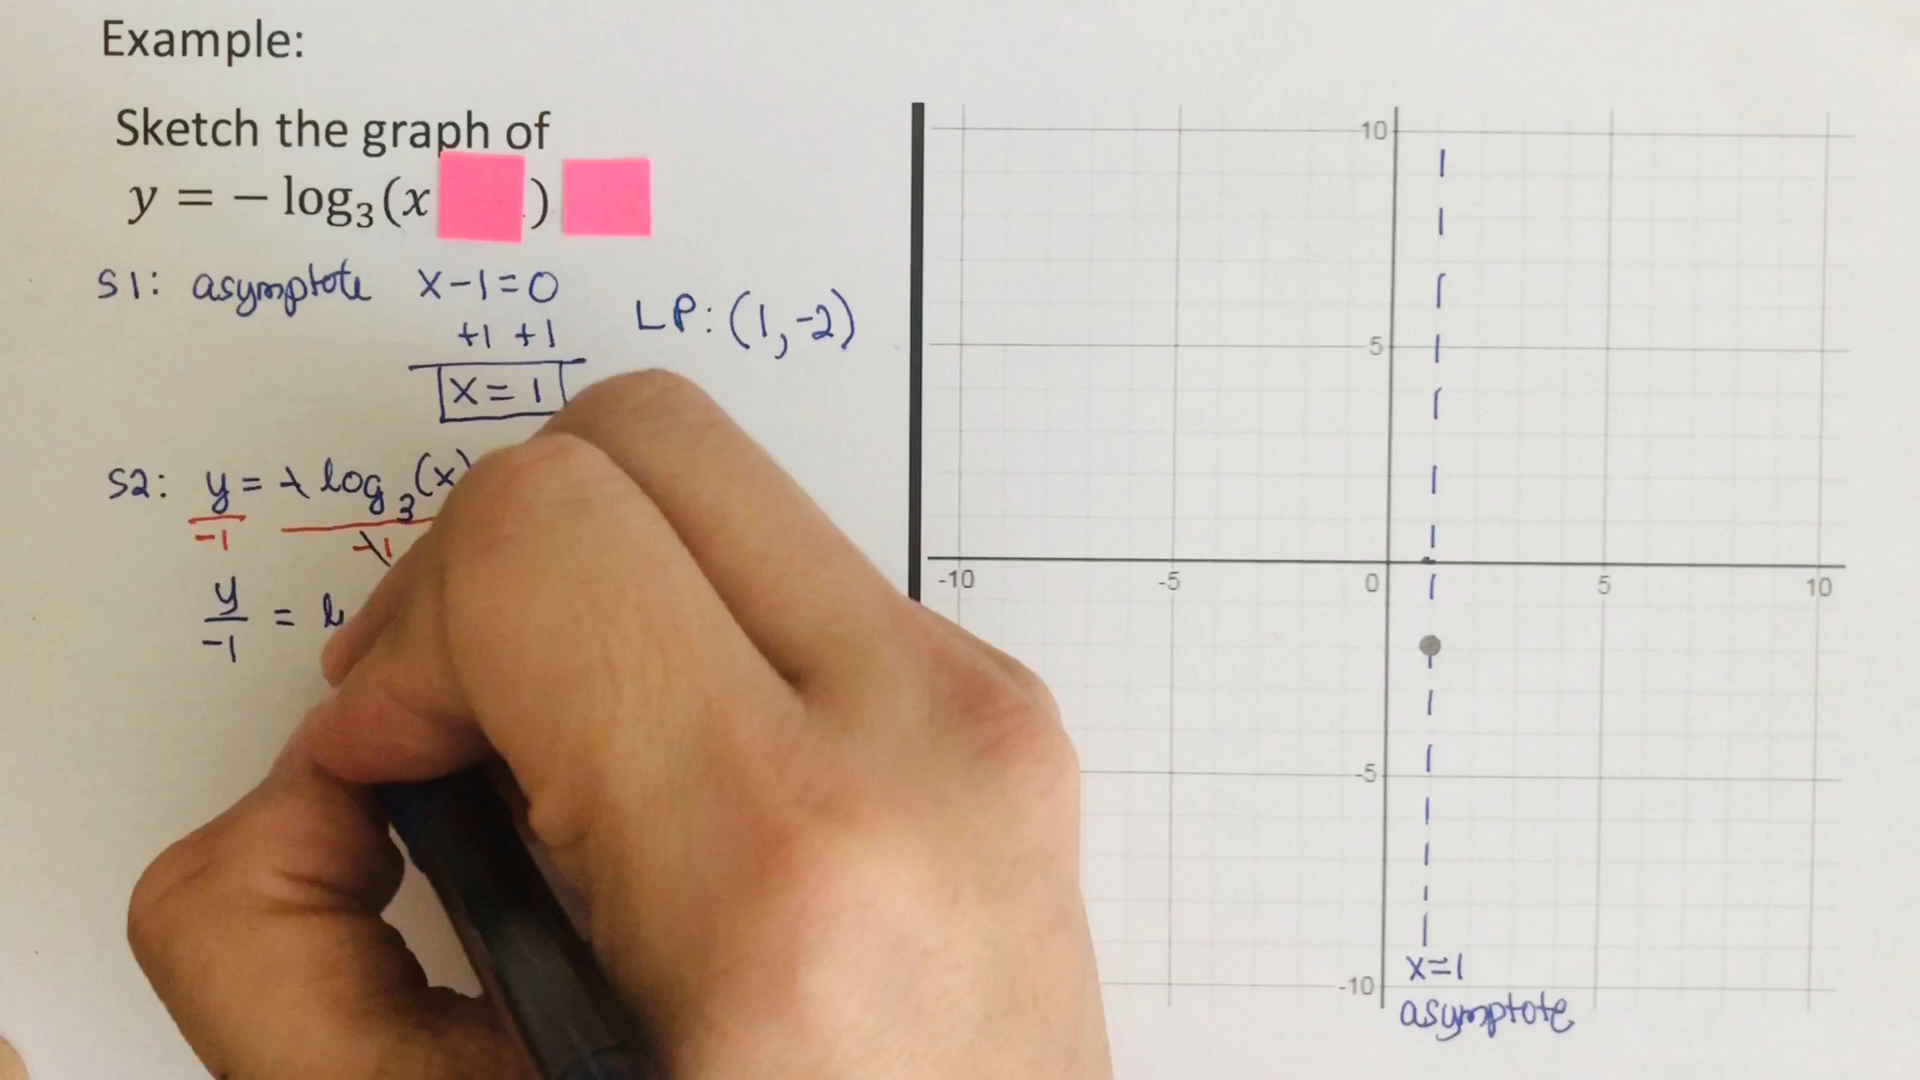 Example:
Sketch the graph of
y = − log₃(x )
S1: asymptote x-1=0
+1 +1
x=1
LP: (1,-2)
S2: y = - log₃(x)
-1 -1
y/-1 =
10
5
-10 -5 0 5 10
-5
-10
x=1
asymptote